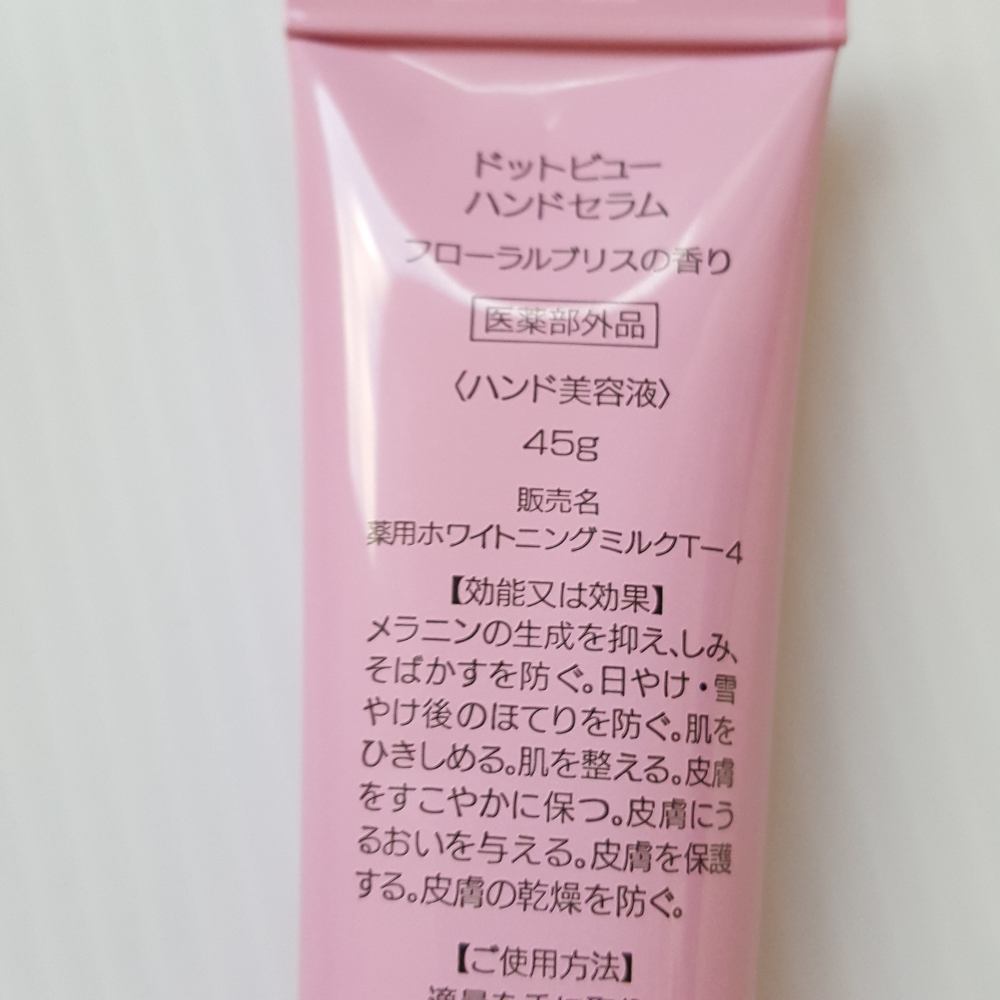 ドットビュー
ハンドセラム
フローラルブリスの香り
医薬部外品
〈ハンド美容液〉
45g
販売名
薬用ホワイトニングミルクT-4
【効能又は効果】
メラニンの生成を抑え、しみ、
そばかすを防ぐ。日やけ・雪
やけ後のほてりを防ぐ。肌を
ひきしめる。肌を整える。皮膚
をすこやかに保つ。皮膚にう
るおいを与える。皮膚を保護
する。皮膚の乾燥を防ぐ。
【ご使用方法】